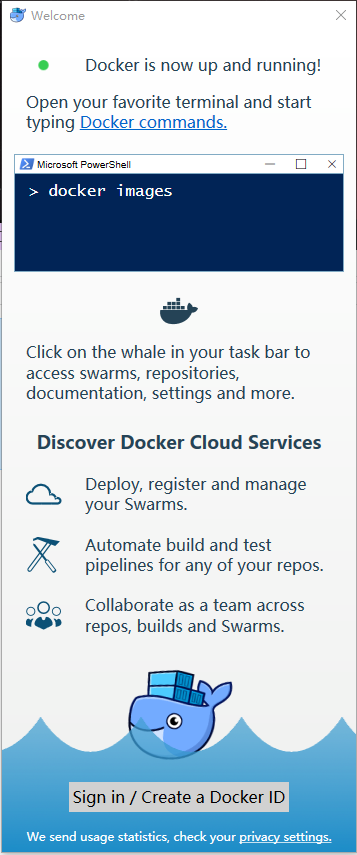 Welcome
Docker is now up and running!
Open your favorite terminal and start
typing Docker commands.
Microsoft PowerShell
> docker images
Click on the whale in your task bar to
access swarms, repositories,
documentation, settings and more.
Discover Docker Cloud Services
Deploy, register and manage
your Swarms.
Automate build and test
pipelines for any of your repos.
Collaborate as a team across
repos, builds and Swarms.
Sign in / Create a Docker ID
We send usage statistics, check your privacy settings.